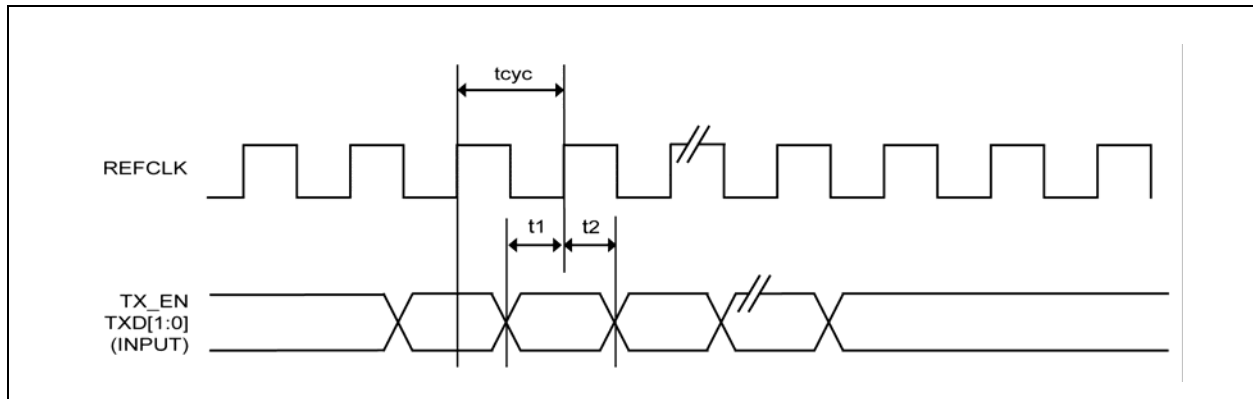 tcyc
REFCLK
t1
t2
TX_EN
TXD[1:0]
(INPUT)